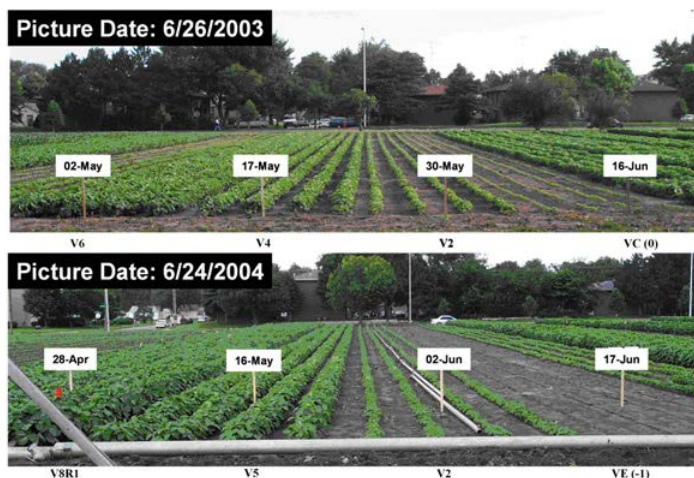 Picture Date: 6/26/2003
02-May 17-May 30-May 16-Jun
V6 V4 V2 VC (0)
Picture Date: 6/24/2004
28-Apr 16-May 02-Jun 17-Jun
V8R1 V5 V2 VE (-1)